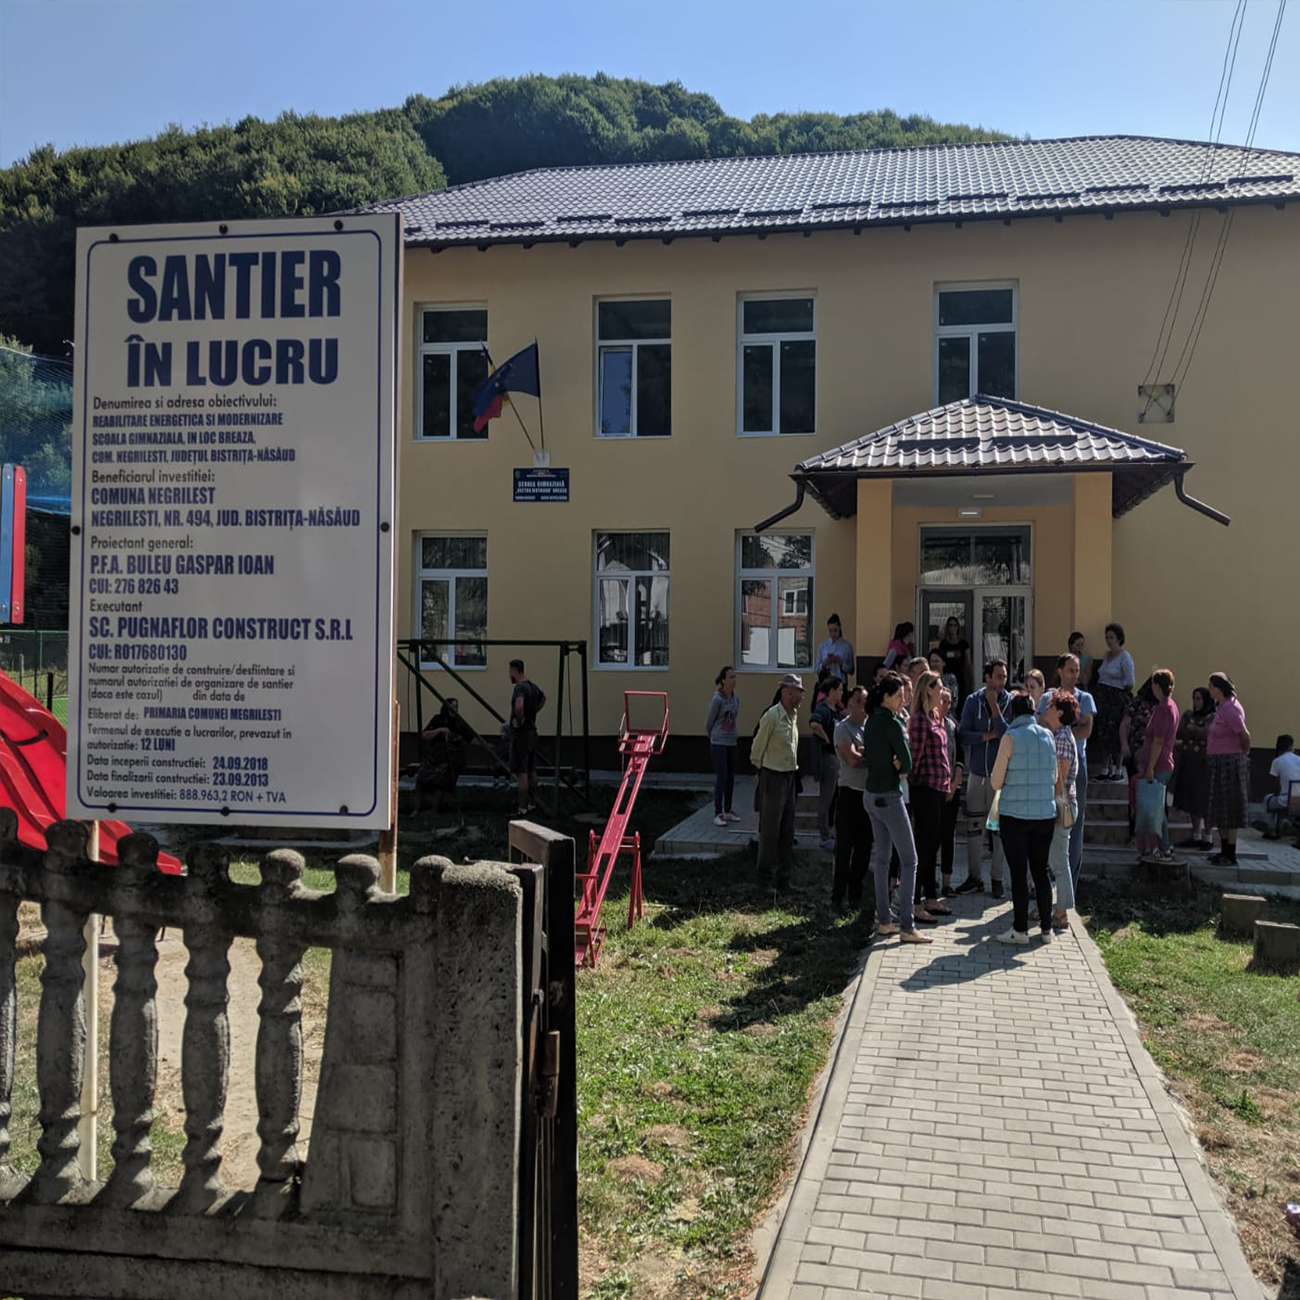 SANTIER
ÎN LUCRU
Denumirea si adresa obiectivului:
REABILITARE ENERGETICA SI MODERNIZARE
SCOALA GIMNAZIALA, IN LOC BREAZA,
COM. NEGRILESTI, JUDEȚUL BISTRIȚA-NĂSĂUD
Beneficiarul investitiei:
COMUNA NEGRILEST
NEGRILESTI, NR. 494, JUD. BISTRIȚA-NĂSĂUD
Proiectant general:
P.F.A. BULEU GASPAR IOAN
CUI: 276 826 43
Executant
SC. PUGNAFLOR CONSTRUCT S.R.L
CUI: RO17680130
Numar autorizatie de construire/desfiintare si
numarul autorizatiei de organizare de santier
(daca este cazul) din data de
Eliberat de: PRIMARIA COMUNEI MEGRILESTI
Termenul de executie a lucrarilor, prevazut in
autorizatie: 12 LUNI
Data inceperii constructiei: 24.09.2018
Data finalizarii constructiei: 23.09.2013
Valoarea investitiei: 888.963,2 RON + TVA
ȘCOALA GIMNAZIALĂ
BREAZA